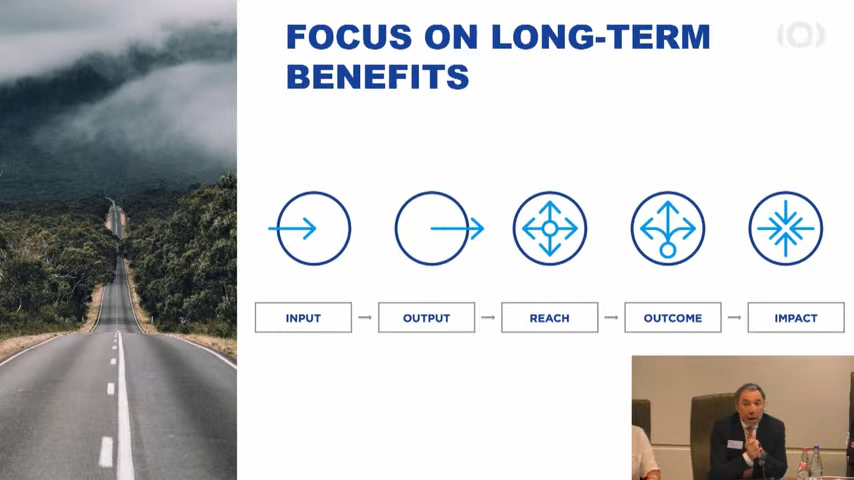 FOCUS ON LONG-TERM
BENEFITS
INPUT
OUTPUT
REACH
OUTCOME
IMPACT